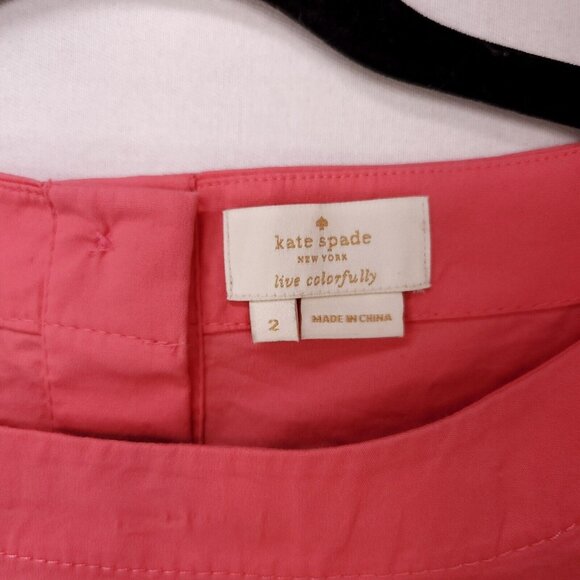 kate spade
NEW YORK
live colorfully
2
MADE IN CHINA